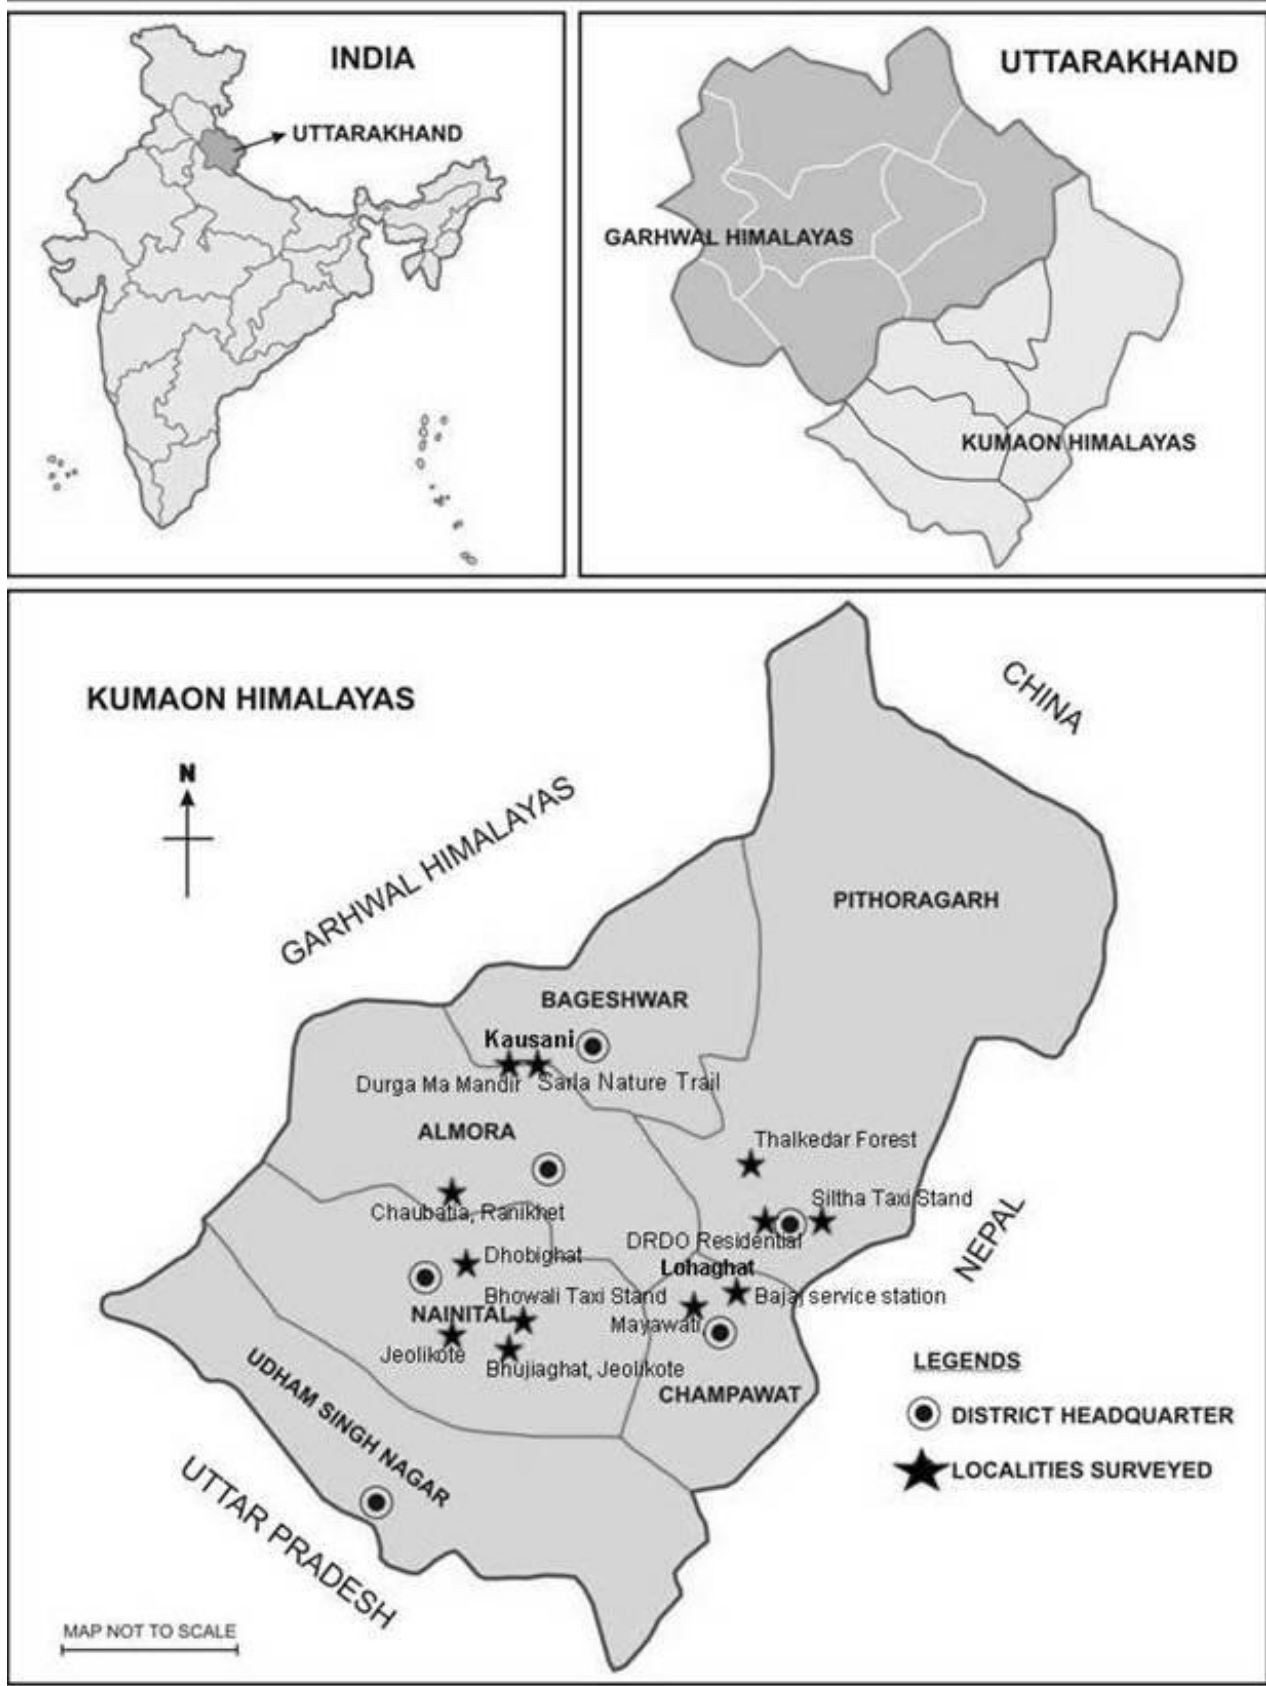 INDIA
UTTARAKHAND
UTTARAKHAND
GARHWAL HIMALAYAS
KUMAON HIMALAYAS
KUMAON HIMALAYAS
CHINA
N
GARHWAL HIMALAYAS
PITHORAGARH
BAGESHWAR
Kausani
Durga Ma Mandir
Sarla Nature Trail
ALMORA
Thalkedar Forest
Chaubatia, Ranikhet
Siltha Taxi Stand
DRDO Residential
NEPAL
Dhobighat
Lohaghat
Bhowali Taxi Stand
Bajaj service station
NAINITAL
Mayawati,
Jeolikote
Bhujiaghat, Jeolikote
CHAMPAWAT
UDHAM SINGH NAGAR
UTTAR PRADESH
LEGENDS
DISTRICT HEADQUARTER
LOCALITIES SURVEYED
MAP NOT TO SCALE